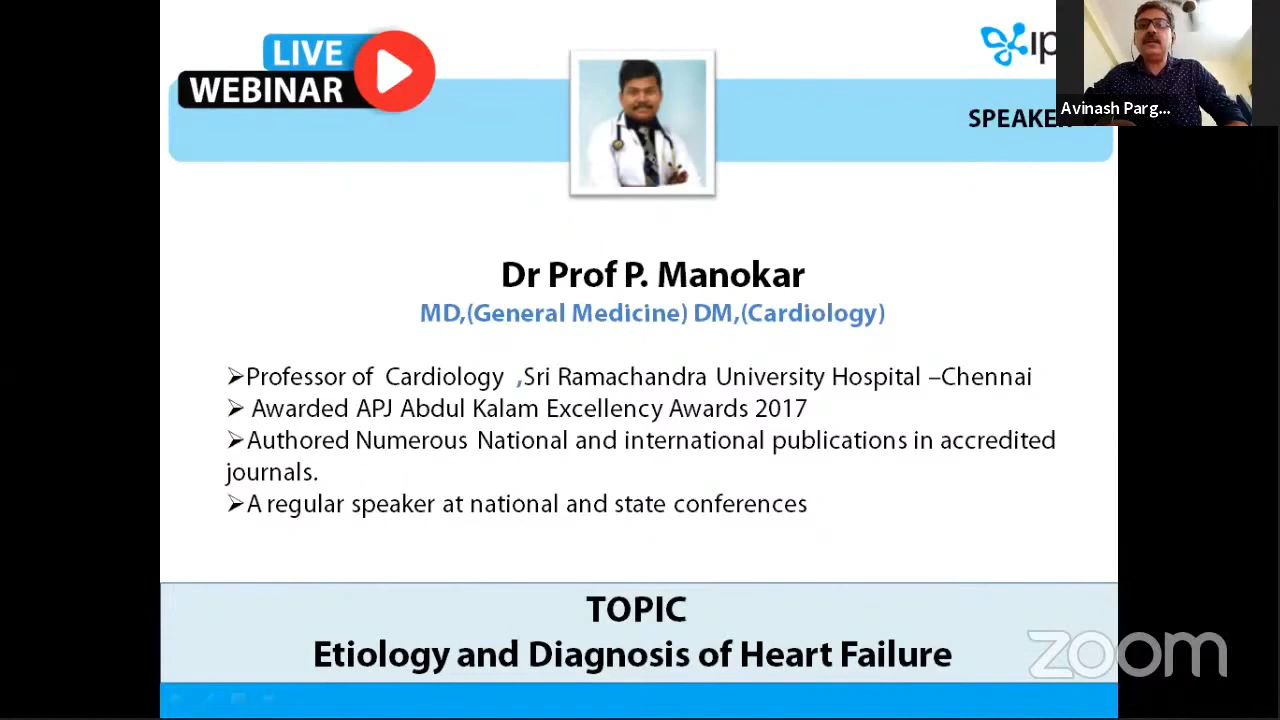 LIVE
WEBINAR
SPEAKER
Avinash Parg...
Dr Prof P. Manokar
MD,(General Medicine) DM,(Cardiology)
➢Professor of Cardiology ,Sri Ramachandra University Hospital –Chennai
➢ Awarded APJ Abdul Kalam Excellency Awards 2017
➢Authored Numerous National and international publications in accredited
journals.
➢A regular speaker at national and state conferences
TOPIC
Etiology and Diagnosis of Heart Failure
zoom